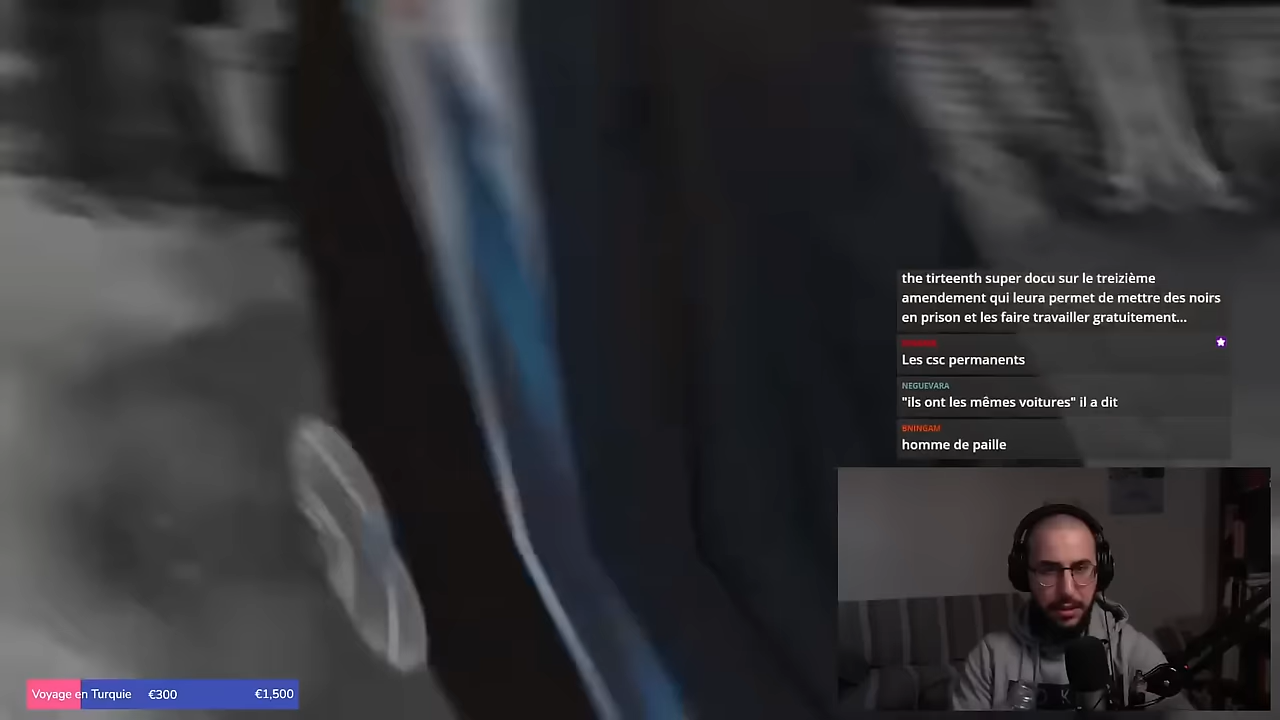 the tirteenth super docu sur le treizième
amendement qui leura permet de mettre des noirs
en prison et les faire travailler gratuitement...
Les csc permanents
NEGUEVARA
"ils ont les mêmes voitures" il a dit
BNINGAM
homme de paille
Voyage en Turquie €300 €1,500